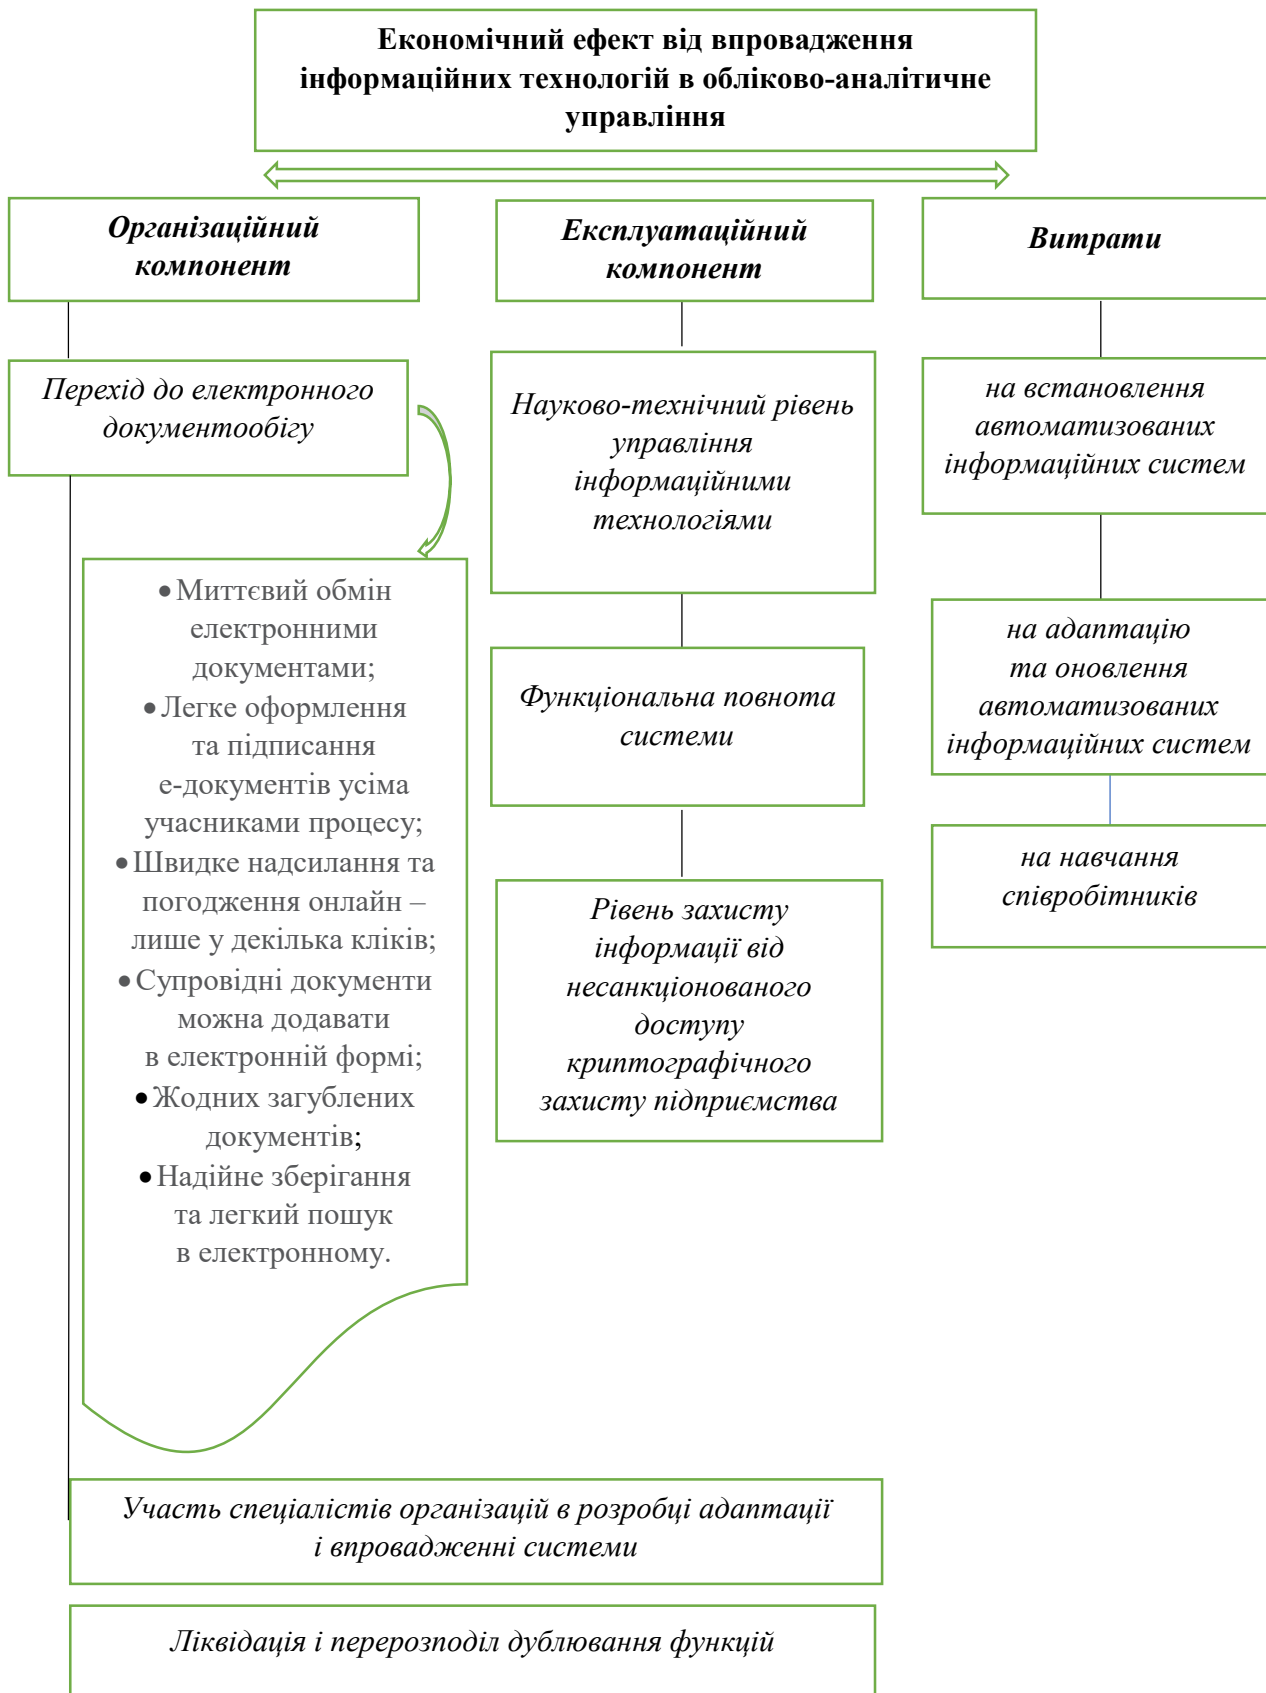 Економічний ефект від впровадження
інформаційних технологій в обліково-аналітичне
управління
Організаційний
компонент
Перехід до електронного
документообігу
• Миттєвий обмін
електронними
документами;
• Легке оформлення
та підписання
е-документів усіма
учасниками процесу;
• Швидке надсилання та
погодження онлайн –
лише у декілька кліків;
• Супровідні документи
можна додавати
в електронній формі;
• Жодних загублених
документів;
• Надійне зберігання
та легкий пошук
в електронному.
Експлуатаційний
компонент
Науково-технічний рівень
управління
інформаційними
технологіями
Функціональна повнота
системи
Рівень захисту
інформації від
несанкціонованого
доступу
криптографічного
захисту підприємства
Витрати
на встановлення
автоматизованих
інформаційних систем
на адаптацію
та оновлення
автоматизованих
інформаційних систем
на навчання
співробітників
Участь спеціалістів організацій в розробці адаптації
і впровадженні системи
Ліквідація і перерозподіл дублювання функцій